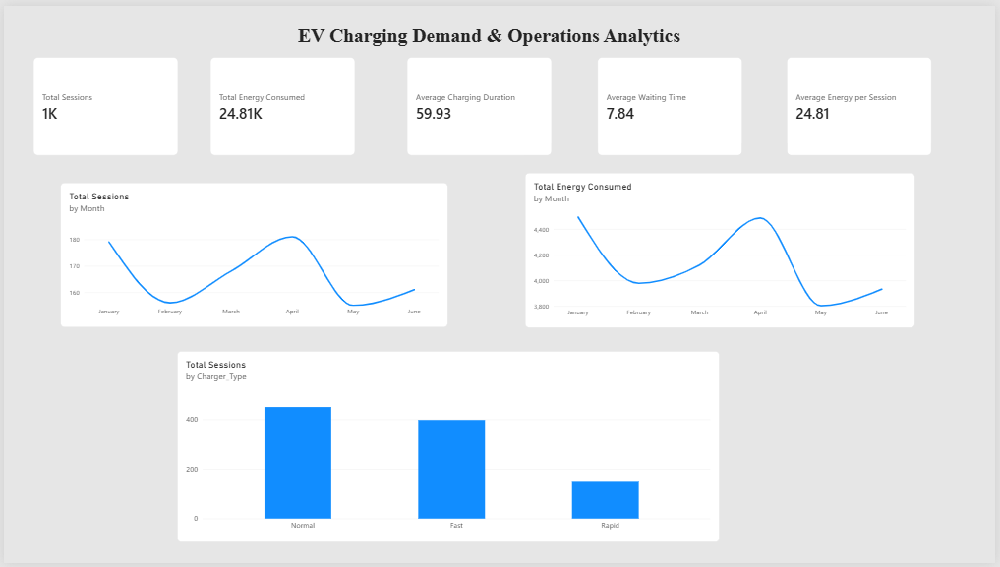 EV Charging Demand & Operations Analytics
Total Sessions
1K
Total Energy Consumed
24.81K
Average Charging Duration
59.93
Average Waiting Time
7.84
Average Energy per Session
24.81
Total Sessions
by Month
180
170
160
January February March April May June
Total Energy Consumed
by Month
4,400
4,200
4,000
3,800
January February March April May June
Total Sessions
by Charger_Type
400
200
0
Normal Fast Rapid